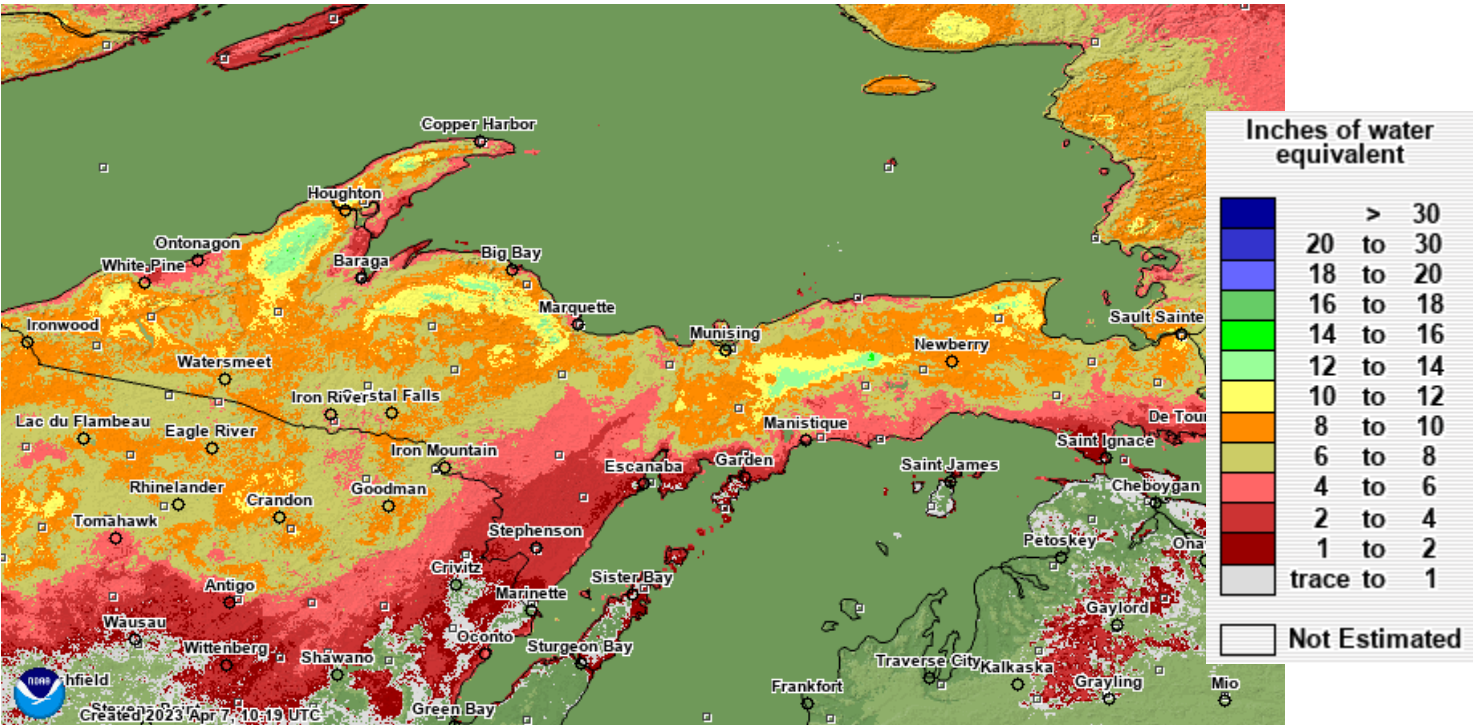 Copper Harbor
Inches of water
equivalent
> 30
20 to 30
18 to 20
16 to 18
14 to 16
12 to 14
10 to 12
8 to 10
6 to 8
4 to 6
2 to 4
1 to 2
trace to 1
Not Estimated
Houghton
Ontonagon
White Pine
Baraga
Big Bay
Marquette
Munising
Newberry
Sault Sainte
Ironwood
Watersmeet
Iron River
Crystal Falls
Lac du Flambeau
Eagle River
Iron Mountain
Manistique
De Tour
Saint Ignace
Escanaba
Garden
Saint James
Cheboygan
Rhinelander
Crandon
Goodman
Tomahawk
Stephenson
Petoskey
Ona
Crivitz
Sister Bay
Antigo
Marinette
Gaylord
Wausau
Oconto
Sturgeon Bay
Wittenberg
Shawano
Traverse City
Kalkaska
NOAA
hfield
Frankfort
Grayling
Mio
Green Bay
Created 2023 Apr 7, 10:19 UTC